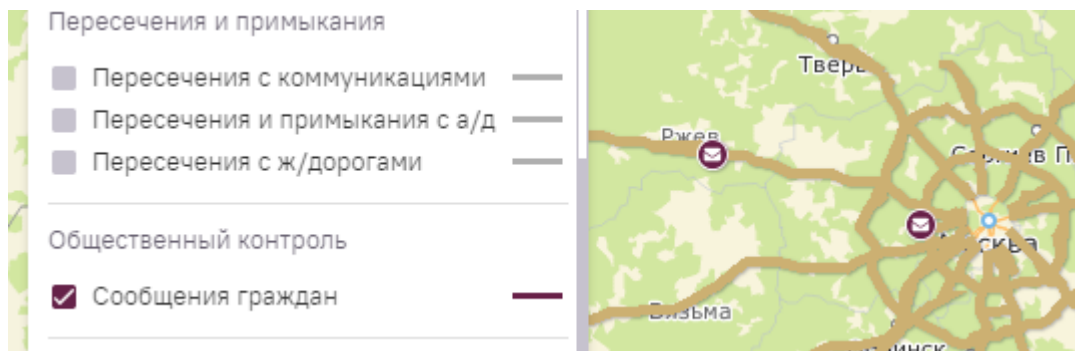 Пересечения и примыкания
Пересечения с коммуникациями
Пересечения и примыкания с а/д
Пересечения с ж/дорогами
Общественный контроль
Сообщения граждан
Тверь
Ржев
Москва
Вязьма